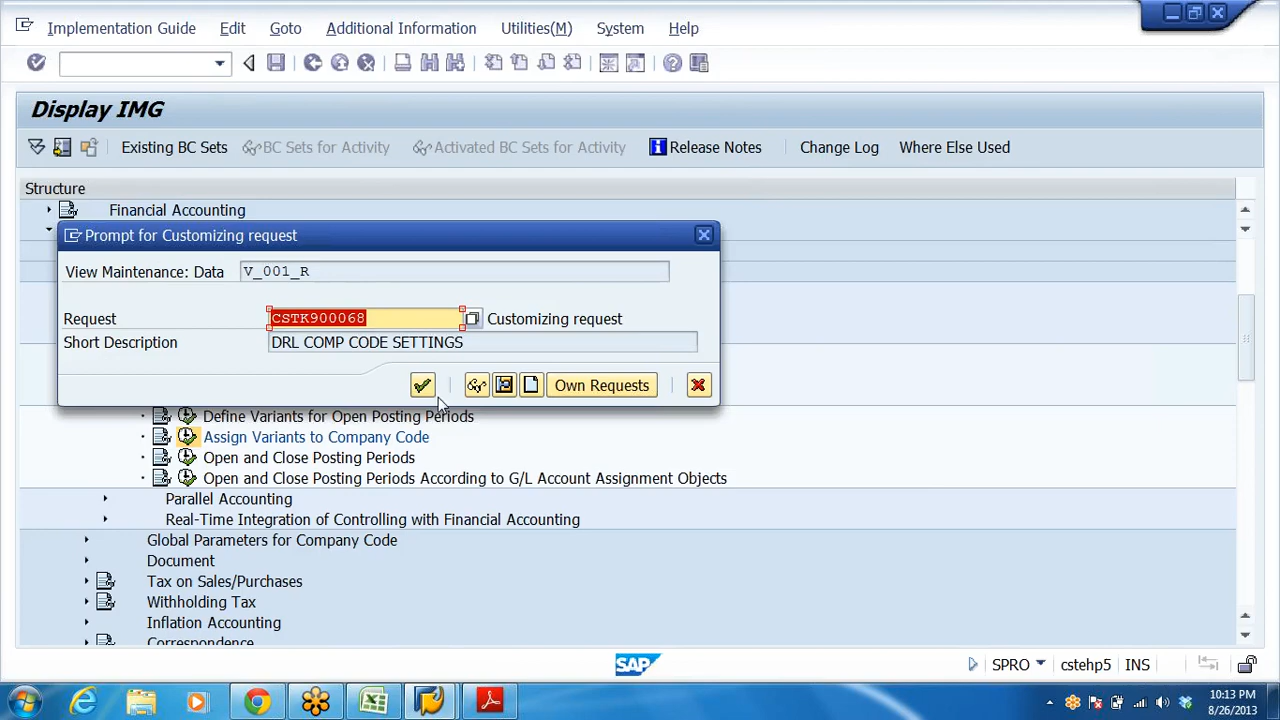 Implementation Guide Edit Goto Additional Information Utilities(M) System Help
Display IMG
Existing BC Sets BC Sets for Activity Activated BC Sets for Activity Release Notes Change Log Where Else Used
Structure
Financial Accounting
Prompt for Customizing request
View Maintenance: Data V_001_R
Request CSTK900068 Customizing request
Short Description DRL COMP CODE SETTINGS
Own Requests
Define Variants for Open Posting Periods
Assign Variants to Company Code
Open and Close Posting Periods
Open and Close Posting Periods According to G/L Account Assignment Objects
Parallel Accounting
Real-Time Integration of Controlling with Financial Accounting
Global Parameters for Company Code
Document
Tax on Sales/Purchases
Withholding Tax
Inflation Accounting
Correspondence
SAP SPRO cstehp5 INS
10:13 PM
8/26/2013